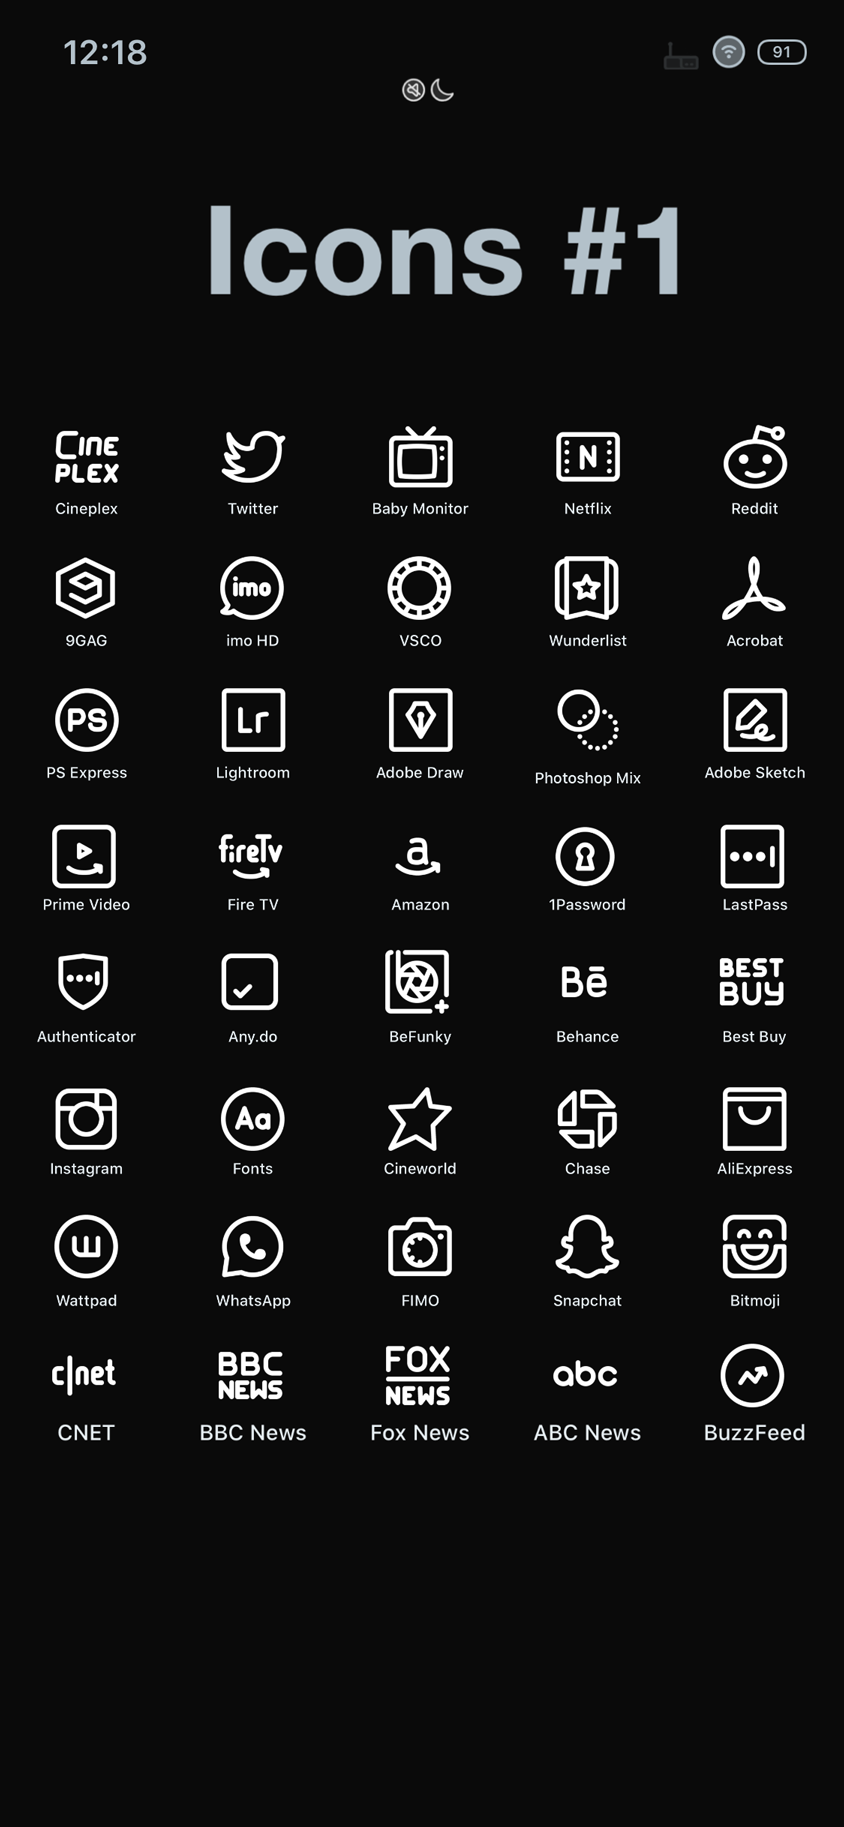 12:18
91
Icons #1
CINE
PLEX
N
Cineplex Twitter Baby Monitor Netflix Reddit
9 imo
9GAG imo HD VSCO Wunderlist Acrobat
PS Lr
PS Express Lightroom Adobe Draw Photoshop Mix Adobe Sketch
fireTV a
Prime Video Fire TV Amazon 1Password LastPass
b Bē BEST
BUY
Authenticator Any.do BeFunky Behance Best Buy
Aa
Instagram Fonts Cineworld Chase AliExpress
w
Wattpad WhatsApp FIMO Snapchat Bitmoji
c|net BBC
NEWS FOX
NEWS abc
CNET BBC News Fox News ABC News BuzzFeed